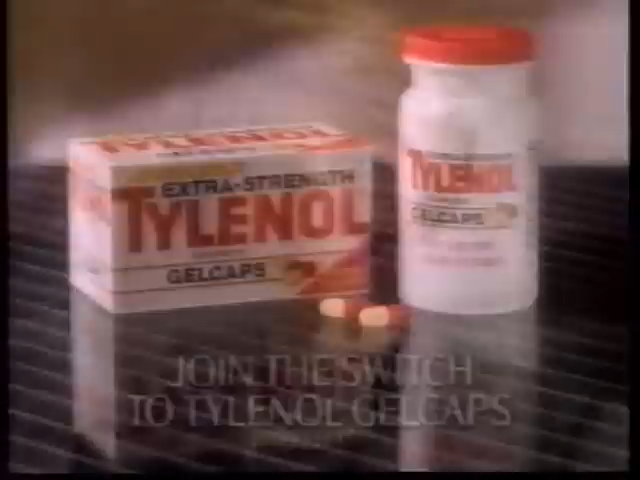 TYLENOL
EXTRA-STRENGTH
TYLENOL
GELCAPS
TYLENOL
GELCAPS
JOIN THE SWITCH
TO TYLENOL GELCAPS